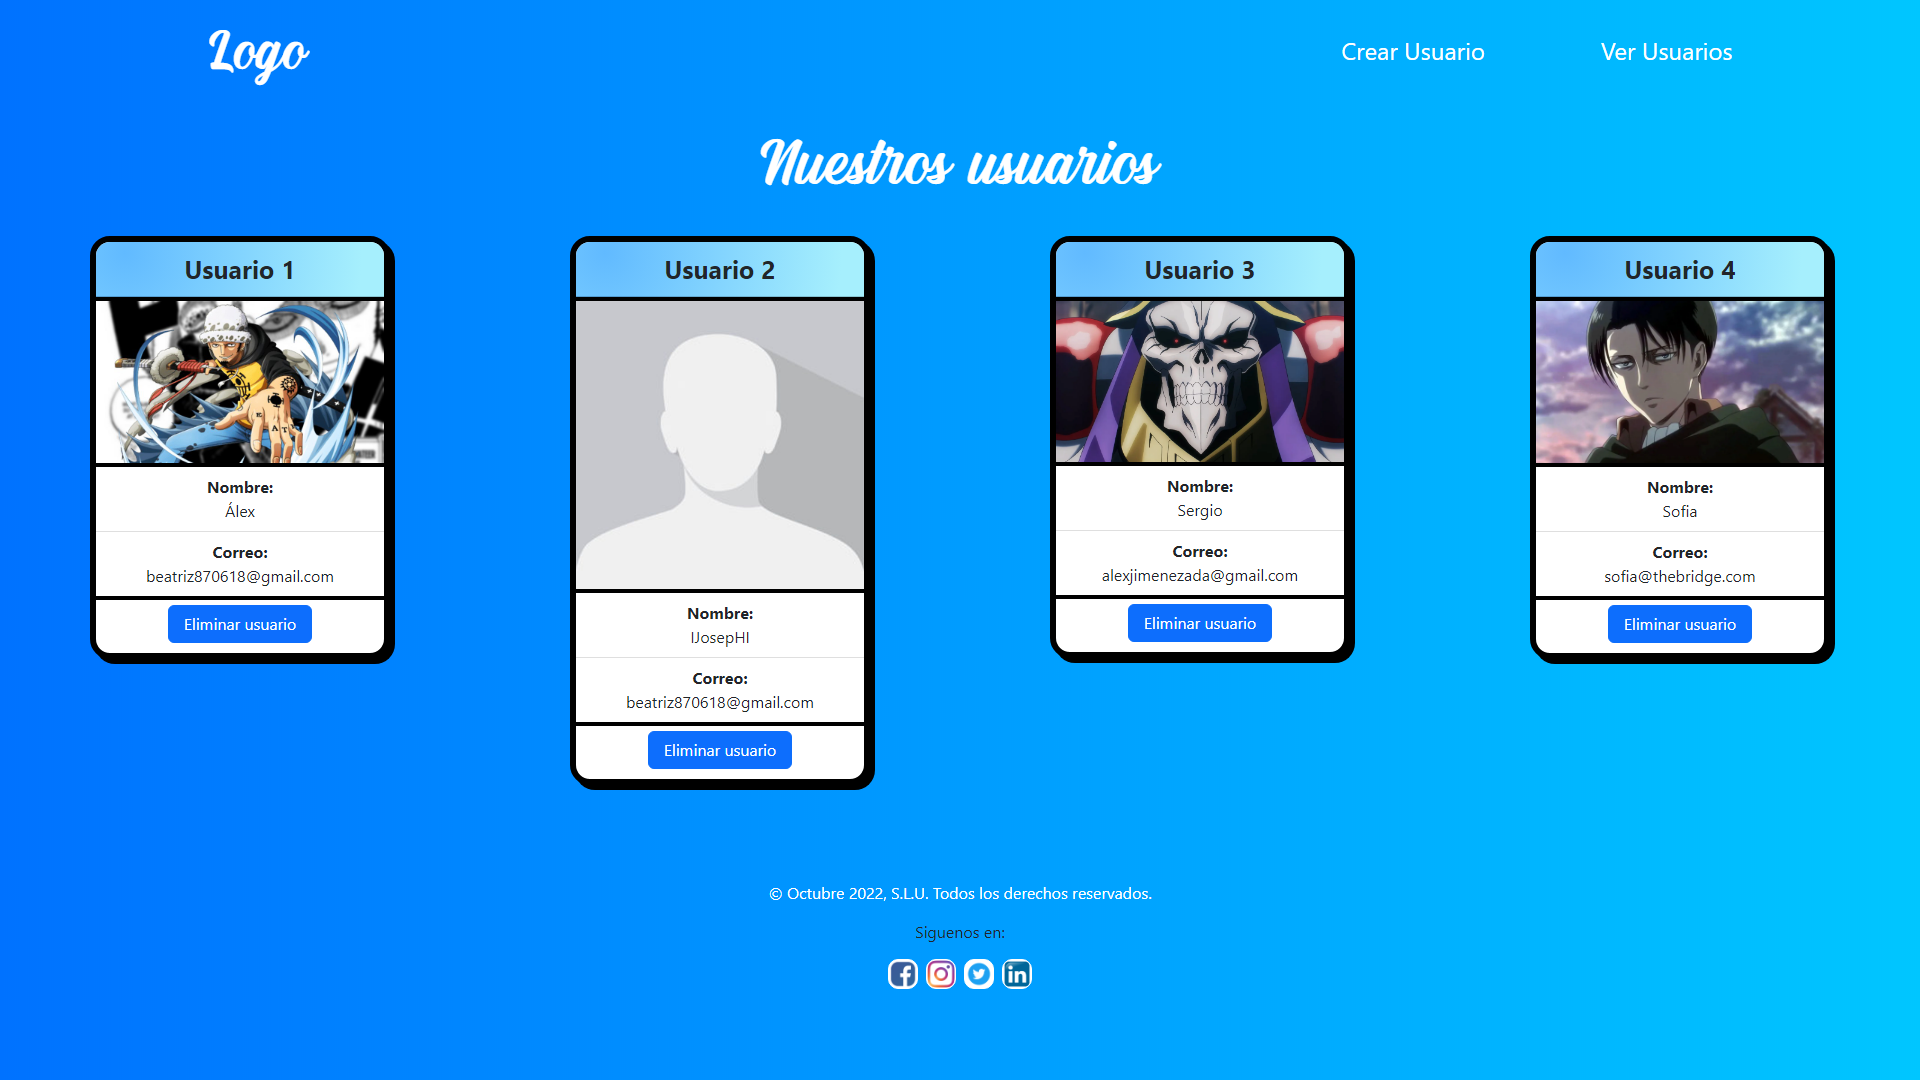 Logo
Crear Usuario
Ver Usuarios
Nuestros usuarios
Usuario 1
Nombre:
Álex
Correo:
beatriz870618@gmail.com
Eliminar usuario
Usuario 2
Nombre:
IJosepHI
Correo:
beatriz870618@gmail.com
Eliminar usuario
Usuario 3
Nombre:
Sergio
Correo:
alexjimenezada@gmail.com
Eliminar usuario
Usuario 4
Nombre:
Sofia
Correo:
sofia@thebridge.com
Eliminar usuario
© Octubre 2022, S.L.U. Todos los derechos reservados.
Siguenos en: